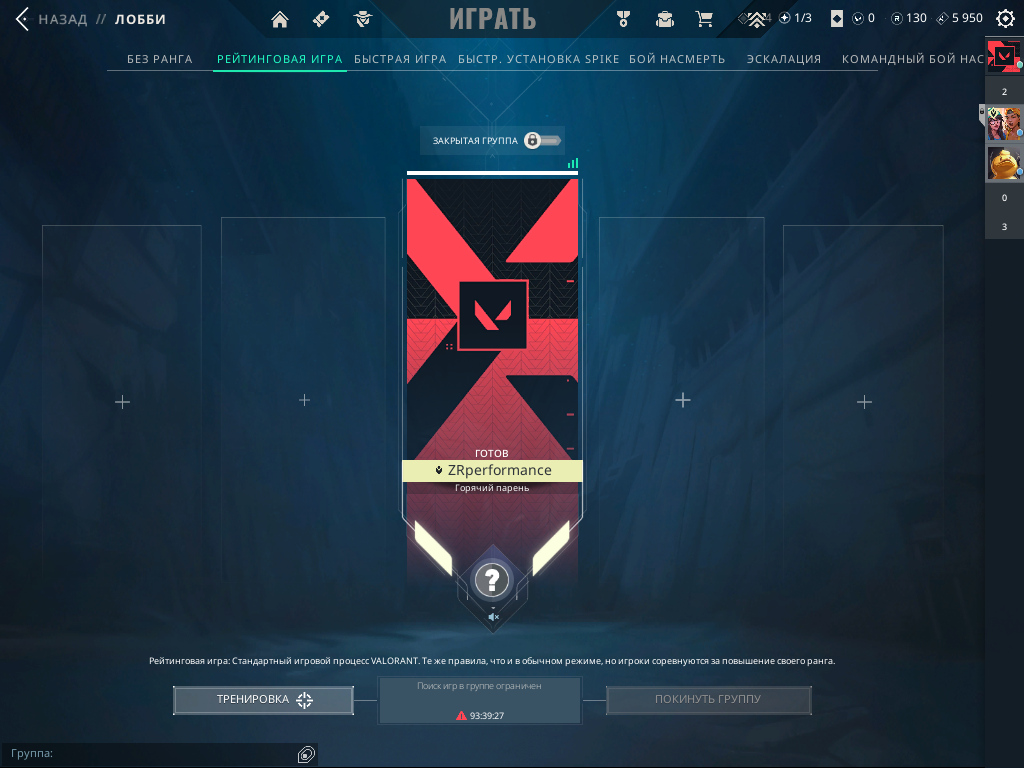 НАЗАД // ЛОББИ
ИГРАТЬ
1/3
0
130
5 950
БЕЗ РАНГА
РЕЙТИНГОВАЯ ИГРА
БЫСТРАЯ ИГРА
БЫСТР. УСТАНОВКА SPIKE
БОЙ НАСМЕРТЬ
ЭСКАЛАЦИЯ
КОМАНДНЫЙ БОЙ НАС
2
0
3
ЗАКРЫТАЯ ГРУППА
ГОТОВ
ZRperformance
Горячий парень
?
Рейтинговая игра: Стандартный игровой процесс VALORANT. Те же правила, что и в обычном режиме, но игроки соревнуются за повышение своего ранга.
ТРЕНИРОВКА
Поиск игр в группе ограничен
93:39:27
ПОКИНУТЬ ГРУППУ
Группа: